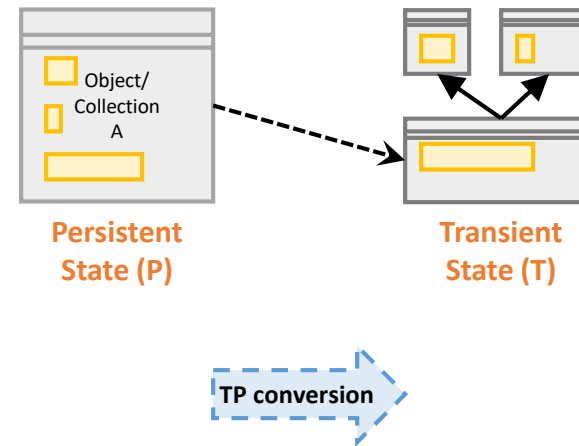 Object/
Collection
A
Persistent
State (P)
Transient
State (T)
TP conversion